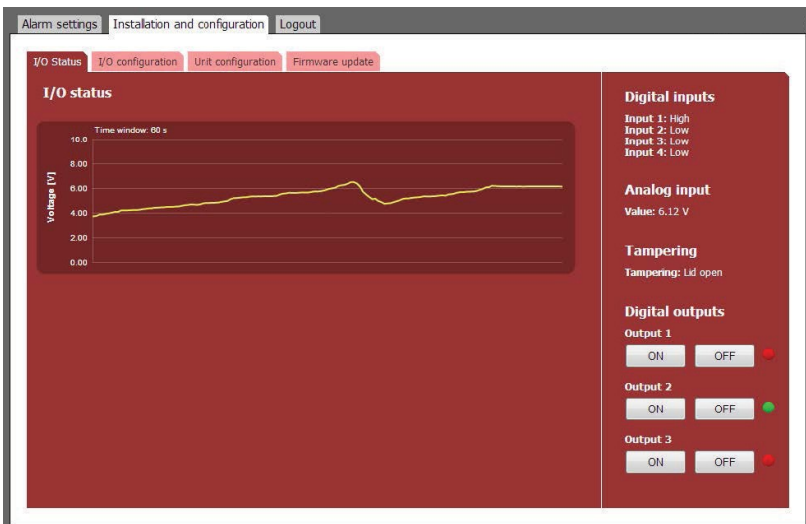 Alarm settings Installation and configuration Logout
I/O Status I/O configuration Unit configuration Firmware update
I/O status
Time window: 60 s
Voltage [V]
10.0
8.00
6.00
4.00
2.00
0.00
Digital inputs
Input 1: High
Input 2: Low
Input 3: Low
Input 4: Low
Analog input
Value: 6.12 V
Tampering
Tampering: Lid open
Digital outputs
Output 1
ON OFF
Output 2
ON OFF
Output 3
ON OFF